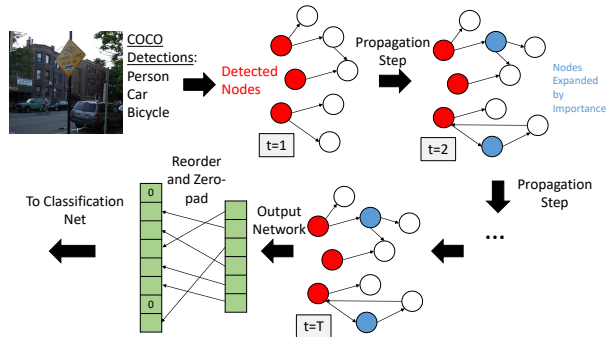 COCO
Detections:
Person
Car
Bicycle
Detected
Nodes
t=1
Propagation
Step
t=2
Nodes
Expanded
by
Importance
Propagation
Step
...
t=T
Output
Network
Reorder
and Zero-
pad
0
0
To Classification
Net